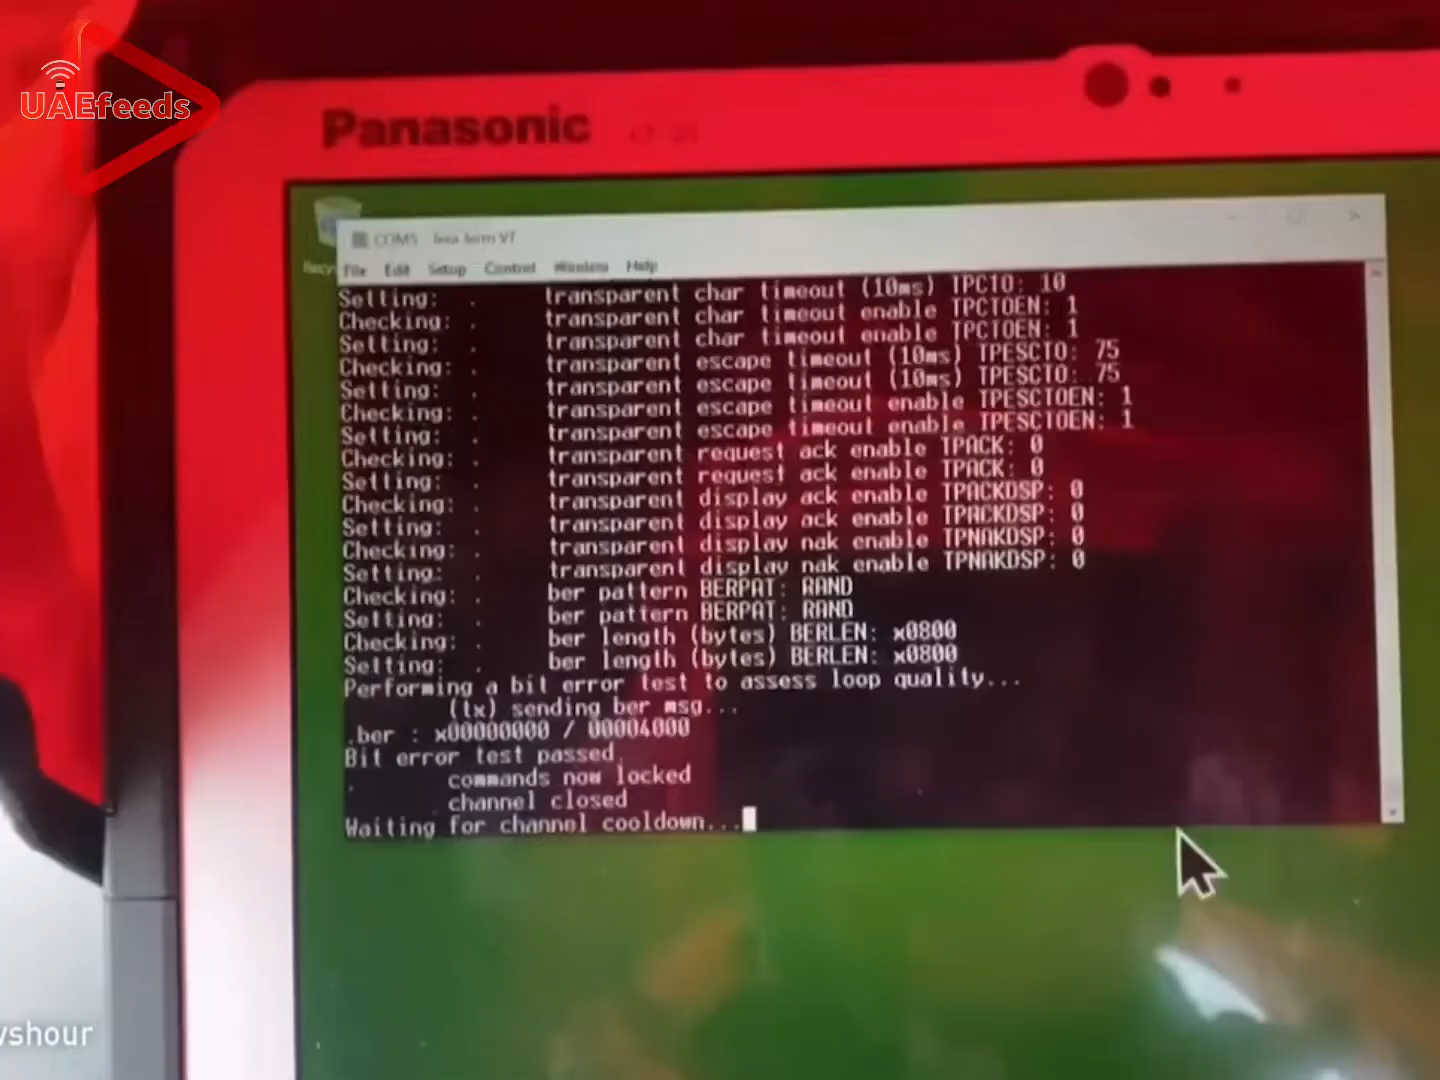 UAEfeeds
Panasonic
COM5 Tera Term VT
File Edit Setup Control Window Help
Setting: . transparent char timeout (10ms) TPCTO: 10
Checking: . transparent char timeout enable TPCTOEN: 1
Setting: . transparent char timeout enable TPCTOEN: 1
Checking: . transparent escape timeout (10ms) TPESCTO: 75
Setting: . transparent escape timeout (10ms) TPESCTO: 75
Checking: . transparent escape timeout enable TPESCTOEN: 1
Setting: . transparent escape timeout enable TPESCTOEN: 1
Checking: . transparent request ack enable TPACK: 0
Setting: . transparent request ack enable TPACK: 0
Checking: . transparent display ack enable TPACKDSP: 0
Setting: . transparent display ack enable TPACKDSP: 0
Checking: . transparent display nak enable TPNAKDSP: 0
Setting: . transparent display nak enable TPNAKDSP: 0
Checking: . ber pattern BERPAT: RAND
Setting: . ber pattern BERPAT: RAND
Checking: . ber length (bytes) BERLEN: x0800
Setting: . ber length (bytes) BERLEN: x0800
Performing a bit error test to assess loop quality...
(tx) sending ber msg...
.ber : x00000000 / 00004000
Bit error test passed.
. commands now locked
channel closed
Waiting for channel cooldown...
wshour